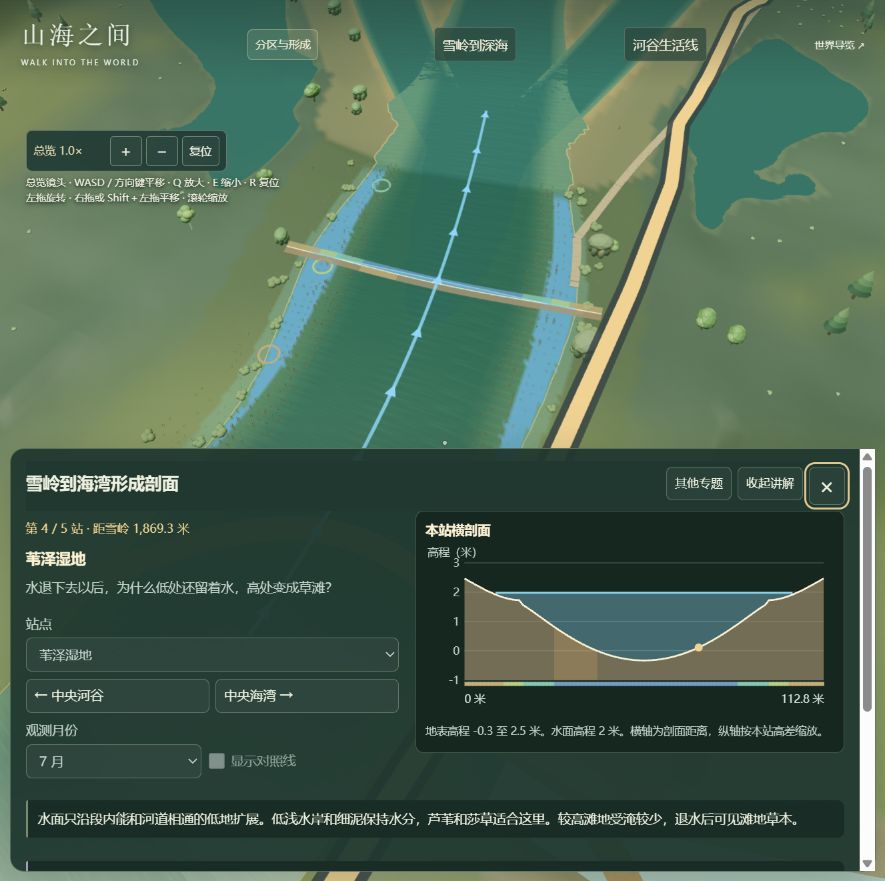 山海之间
WALK INTO THE WORLD
分区与形成
雪岭到深海
河谷生活线
世界导览 ↗
总览 1.0×
+
−
复位
总览镜头 · WASD / 方向键平移 · Q 放大 · E 缩小 · R 复位
左拖旋转 · 右拖或 Shift + 左拖平移 · 滚轮缩放
雪岭到海湾形成剖面
其他专题
收起讲解
×
第 4 / 5 站 · 距雪岭 1,869.3 米
苇泽湿地
水退下去以后，为什么低处还留着水，高处变成草滩？
站点
苇泽湿地
← 中央河谷
中央海湾 →
观测月份
7 月
显示对照线
本站横剖面
高程（米）
3
2
1
0
-1
0 米
112.8 米
地表高程 -0.3 至 2.5 米。水面高程 2 米。横轴为剖面距离，纵轴按本站高差缩放。
水面只沿段内能和河道相通的低地扩展。低浅水岸和细泥保持水分，芦苇和莎草适合这里。较高滩地受淹较少，退水后可见滩地草本。